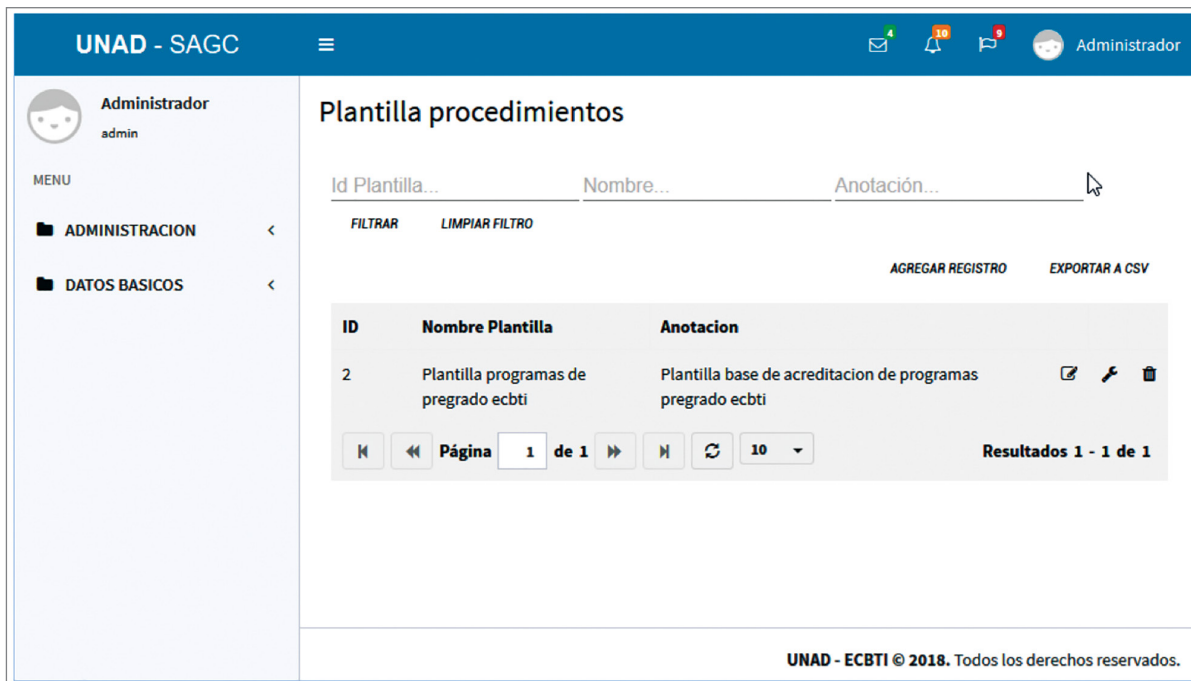 UNAD - SAGC
4
10
9
Administrador
Administrador
admin
MENU
ADMINISTRACION
DATOS BASICOS
Plantilla procedimientos
Id Plantilla...
Nombre...
Anotación...
FILTRAR
LIMPIAR FILTRO
AGREGAR REGISTRO
EXPORTAR A CSV
ID
Nombre Plantilla
Anotacion
2
Plantilla programas de
pregrado ecbti
Plantilla base de acreditacion de programas
pregrado ecbti
Página 1 de 1
10
Resultados 1 - 1 de 1
UNAD - ECBTI © 2018. Todos los derechos reservados.